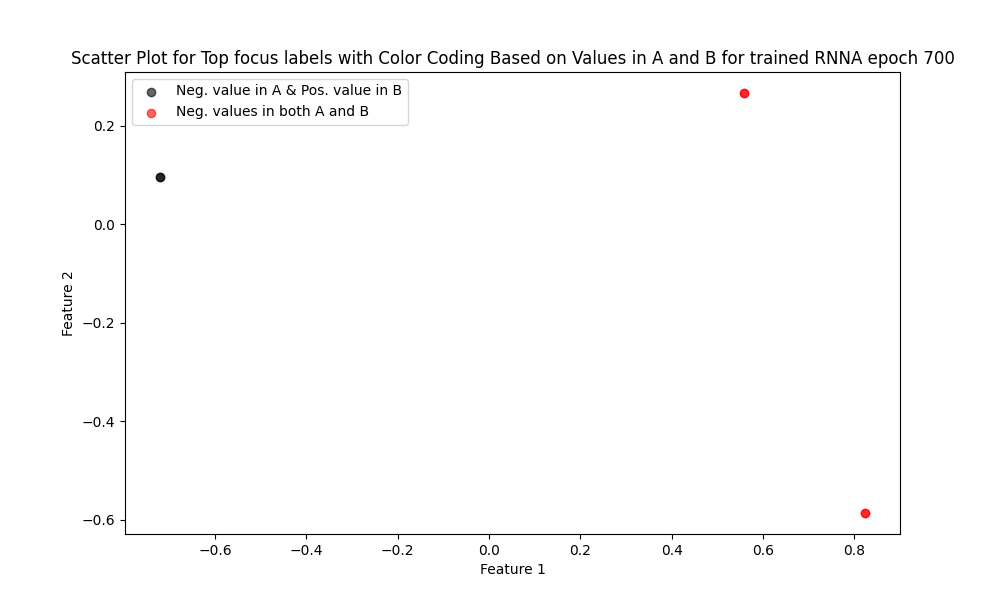 Scatter Plot for Top focus labels with Color Coding Based on Values in A and B for trained RNNA epoch 700
Neg. value in A & Pos. value in B
Neg. values in both A and B
Feature 2
0.2
0.0
−0.2
−0.4
−0.6
−0.6 −0.4 −0.2 0.0 0.2 0.4 0.6 0.8
Feature 1